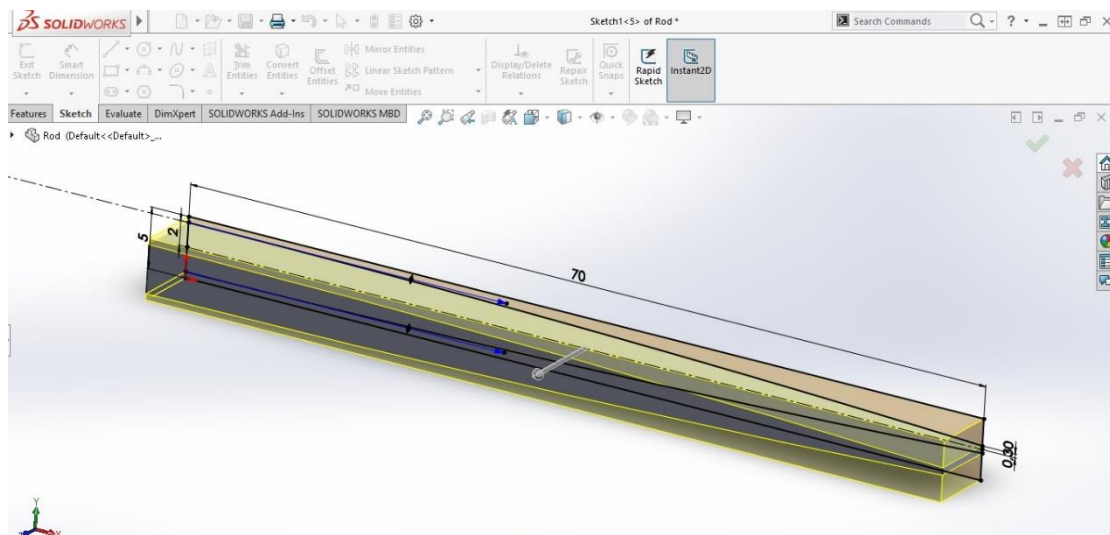 SOLIDWORKS
Sketch1<5> of Rod *
Search Commands
Exit Sketch
Smart Dimension
Trim Entities
Convert Entities
Offset Entities
Mirror Entities
Linear Sketch Pattern
Move Entities
Display/Delete Relations
Repair Sketch
Quick Snaps
Rapid Sketch
Instant2D
Features Sketch Evaluate DimXpert SOLIDWORKS Add-Ins SOLIDWORKS MBD
Rod (Default<<Default>_...
5
2
70
0.30
Y